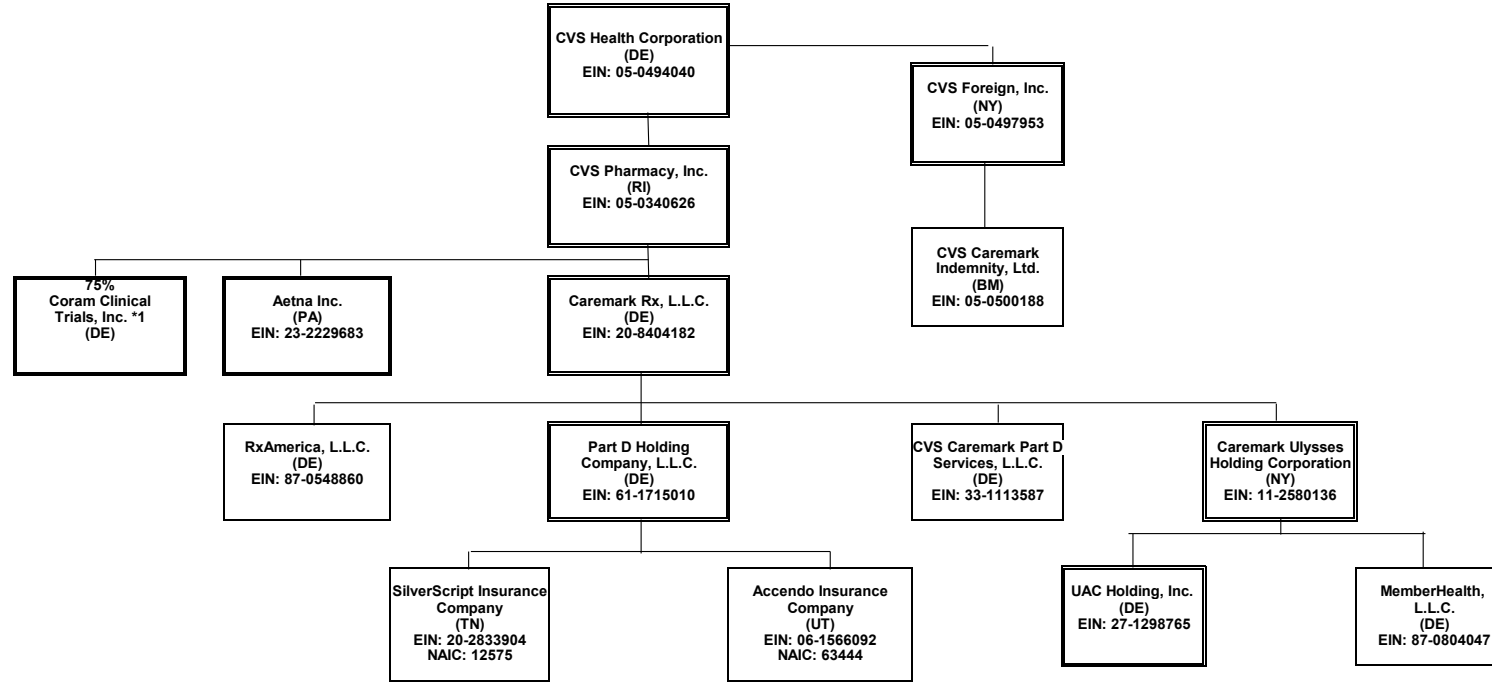 CVS Health Corporation
(DE)
EIN: 05-0494040
CVS Foreign, Inc.
(NY)
EIN: 05-0497953
CVS Pharmacy, Inc.
(RI)
EIN: 05-0340626
CVS Caremark
Indemnity, Ltd.
(BM)
EIN: 05-0500188
75%
Coram Clinical
Trials, Inc. *1
(DE)
Aetna Inc.
(PA)
EIN: 23-2229683
Caremark Rx, L.L.C.
(DE)
EIN: 20-8404182
RxAmerica, L.L.C.
(DE)
EIN: 87-0548860
Part D Holding
Company, L.L.C.
(DE)
EIN: 61-1715010
CVS Caremark Part D
Services, L.L.C.
(DE)
EIN: 33-1113587
Caremark Ulysses
Holding Corporation
(NY)
EIN: 11-2580136
SilverScript Insurance
Company
(TN)
EIN: 20-2833904
NAIC: 12575
Accendo Insurance
Company
(UT)
EIN: 06-1566092
NAIC: 63444
UAC Holding, Inc.
(DE)
EIN: 27-1298765
MemberHealth,
L.L.C.
(DE)
EIN: 87-0804047